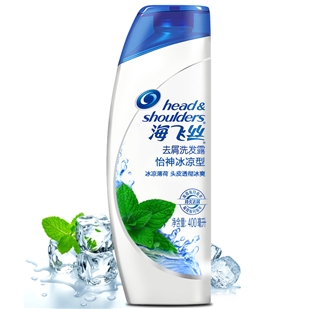 head &
shoulders
海飞丝
去屑洗发露
怡神冰凉型
冰凉薄荷 头皮透彻冰爽
净含量:400毫升